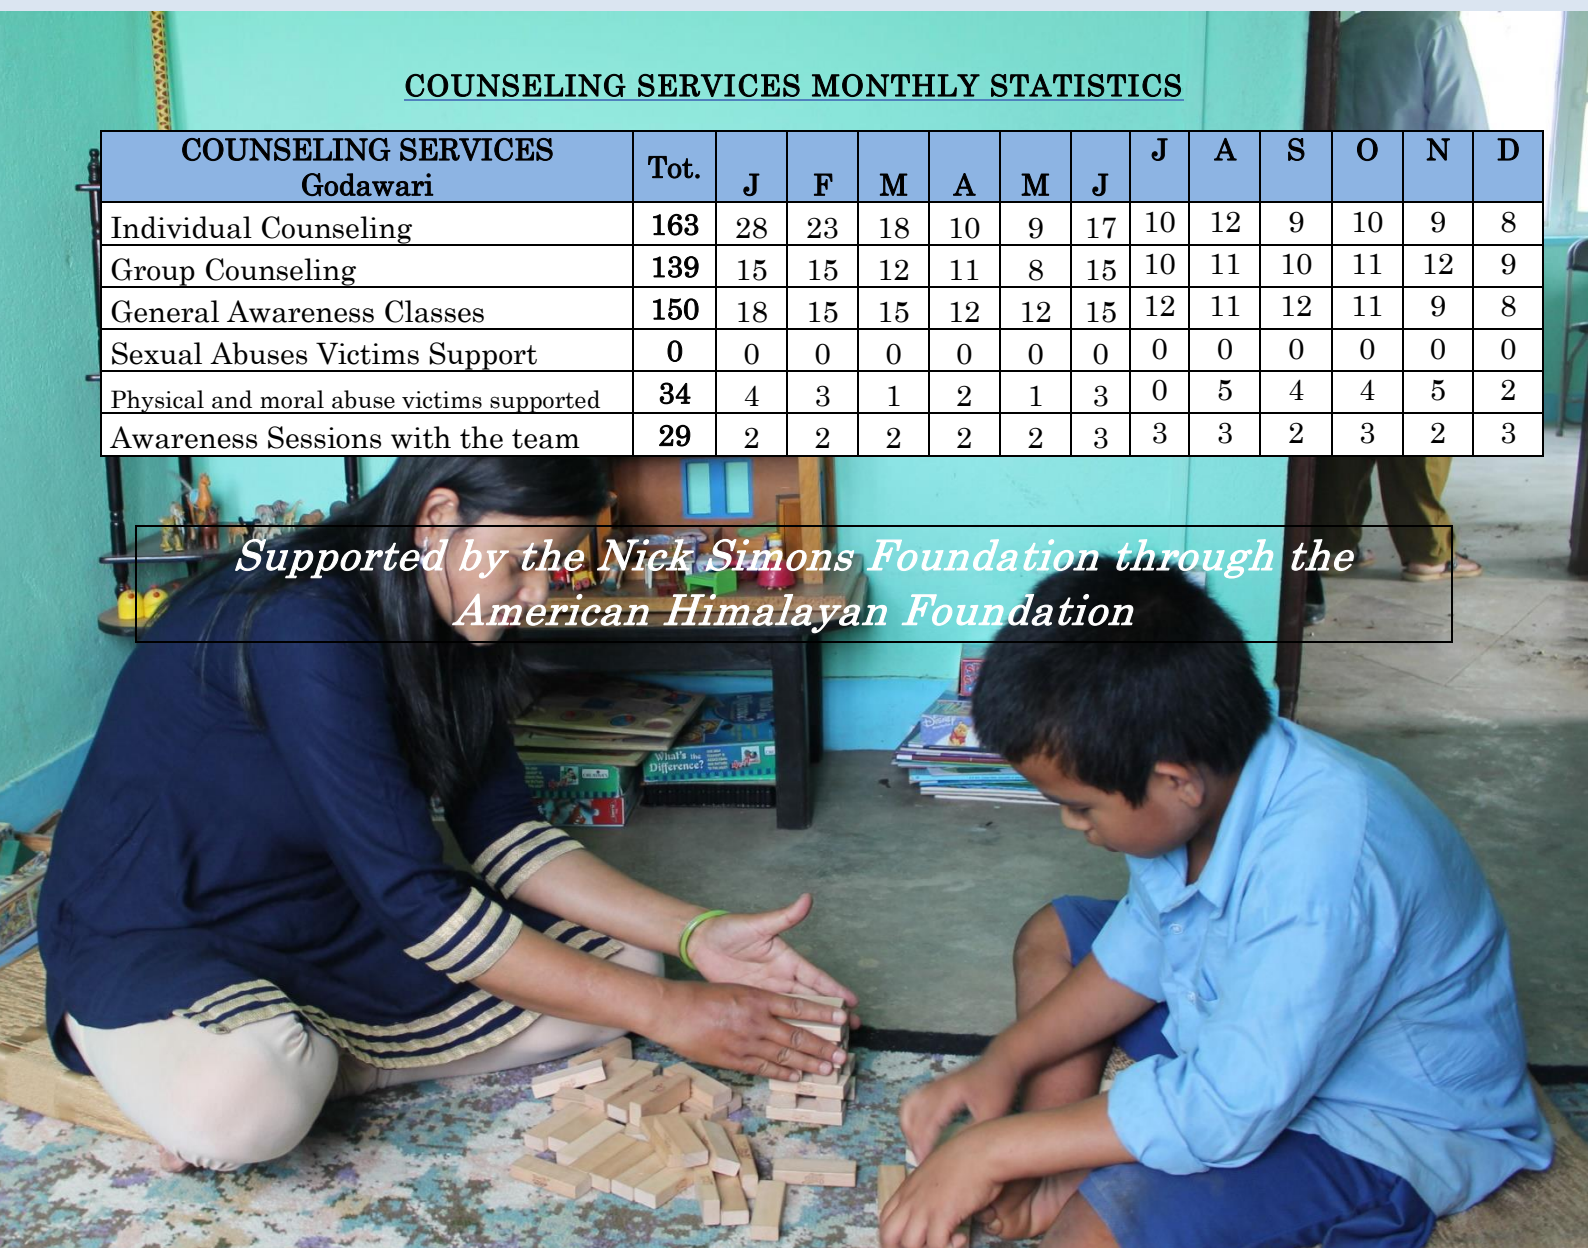 COUNSELING SERVICES MONTHLY STATISTICS
COUNSELING SERVICES Godawari Tot. J F M A M J J A S O N D
Individual Counseling 163 28 23 18 10 9 17 10 12 9 10 9 8
Group Counseling 139 15 15 12 11 8 15 10 11 10 11 12 9
General Awareness Classes 150 18 15 15 12 12 15 12 11 12 11 9 8
Sexual Abuses Victims Support 0 0 0 0 0 0 0 0 0 0 0 0 0
Physical and moral abuse victims supported 34 4 3 1 2 1 3 0 5 4 4 5 2
Awareness Sessions with the team 29 2 2 2 2 2 3 3 3 2 3 2 3
Supported by the Nick Simons Foundation through the
American Himalayan Foundation
Disney
What's the
Difference?